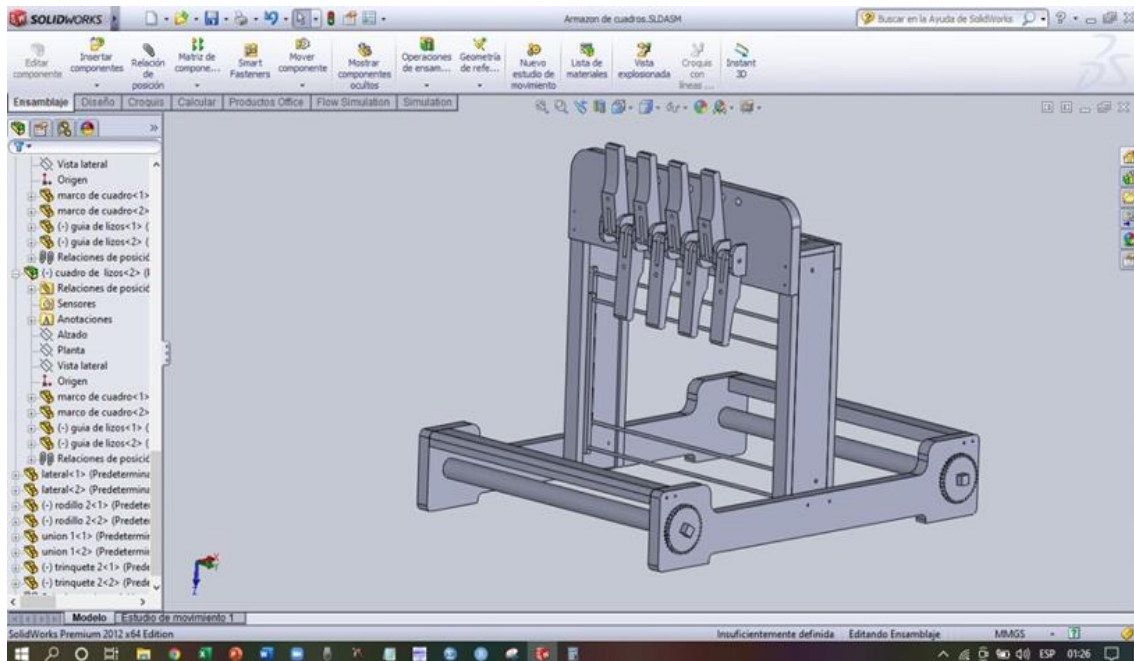 SOLIDWORKS
Armazon de cuadros.SLDASM
Buscar en la Ayuda de SolidWorks
Editar componente
Insertar componentes
Relación de posición
Matriz de compone...
Smart Fasteners
Mover componente
Mostrar componentes ocultos
Operaciones de ensam...
Geometría de refe...
Nuevo estudio de movimiento
Lista de materiales
Vista explosionada
Croquis con líneas ...
Instant 3D
Ensamblaje Diseño Croquis Calcular Productos Office Flow Simulation Simulation
Vista lateral
Origen
marco de cuadro<1>
marco de cuadro<2>
(-) guia de lizos<1> (
(-) guia de lizos<2> (
Relaciones de posició
(-) cuadro de lizos<2> (
Relaciones de posició
Sensores
Anotaciones
Alzado
Planta
Vista lateral
Origen
marco de cuadro<1>
marco de cuadro<2>
(-) guia de lizos<1> (
(-) guia de lizos<2> (
Relaciones de posició
lateral<1> (Predetermina
lateral<2> (Predetermina
(-) rodillo 2<1> (Predeter
(-) rodillo 2<2> (Predeter
union 1<1> (Predetermin
union 1<2> (Predetermin
(-) trinquete 2<1> (Prede
(-) trinquete 2<2> (Prede
Modelo Estudio de movimiento 1
SolidWorks Premium 2012 x64 Edition
Insuficientemente definida Editando Ensamblaje MMGS
ESP 01:26